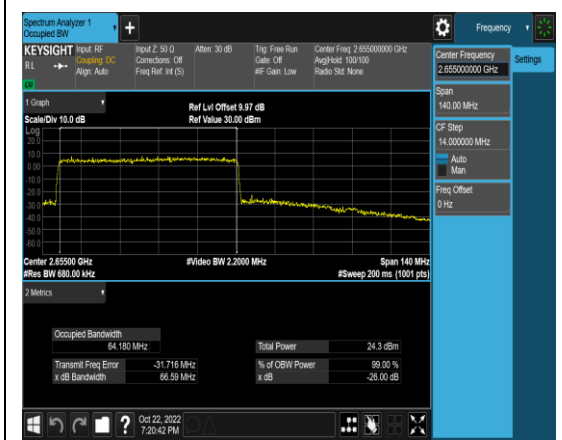 Spectrum Analyzer 1
Occupied BW
Frequency
KEYSIGHT
RL
Input: RF
Coupling: DC
Align: Auto
Input Z: 50 Ω
Corrections: Off
Freq Ref: Int (S)
Atten: 30 dB
Trig: Free Run
Gate: Off
#IF Gain: Low
Center Freq: 2.655000000 GHz
Avg|Hold: 100/100
Radio Std: None
Center Frequency
2.655000000 GHz
Settings
Span
140.00 MHz
CF Step
14.000000 MHz
Auto
Man
Freq Offset
0 Hz
1 Graph
Scale/Div 10.0 dB
Ref Lvl Offset 9.97 dB
Ref Value 30.00 dBm
Log
20.0
10.0
0.00
-10.0
-20.0
-30.0
-40.0
-50.0
-60.0
Center 2.65500 GHz
#Video BW 2.2000 MHz
Span 140 MHz
#Res BW 680.00 kHz
#Sweep 200 ms (1001 pts)
2 Metrics
Occupied Bandwidth
64.180 MHz
Total Power
24.3 dBm
Transmit Freq Error
-31.716 MHz
% of OBW Power
99.00 %
x dB Bandwidth
66.59 MHz
x dB
-26.00 dB
Oct 22, 2022
7:20:42 PM